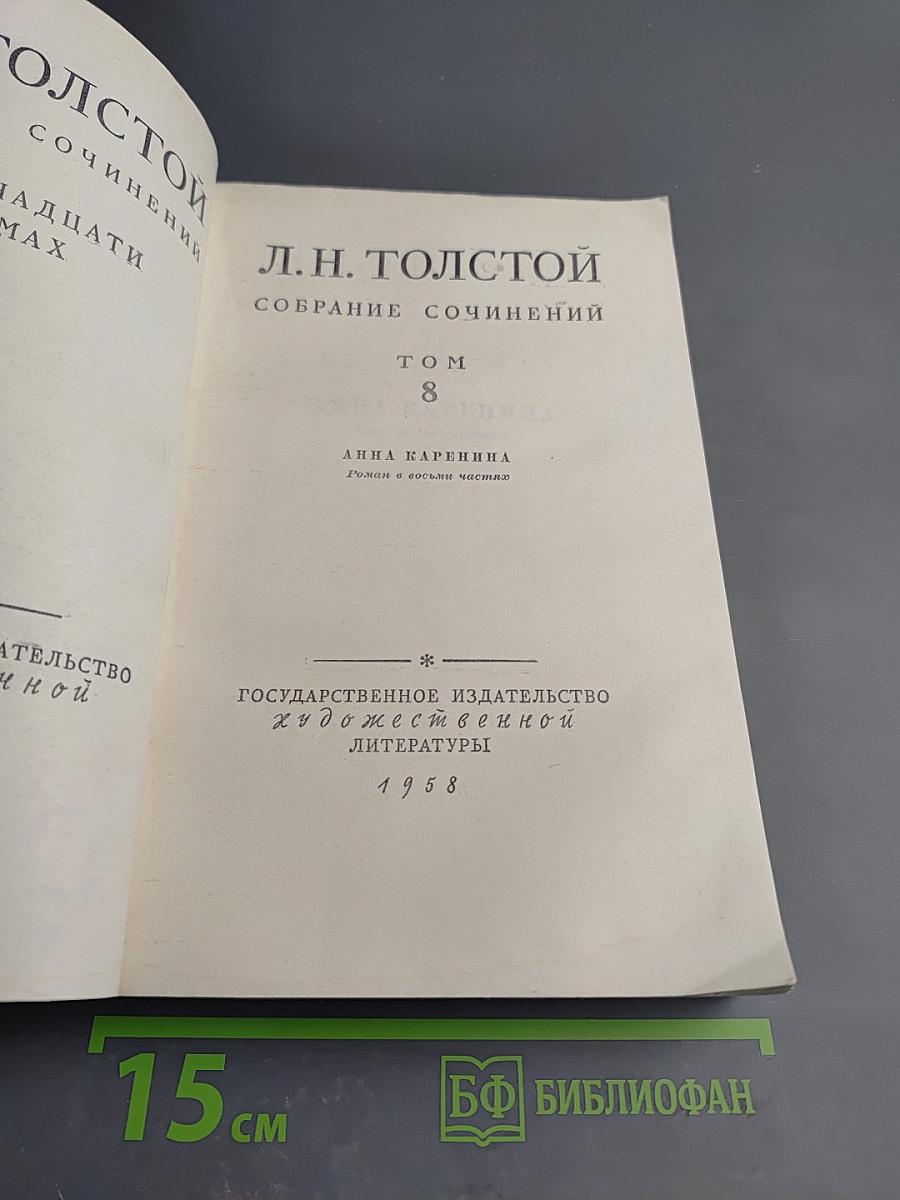 ТОЛСТОЙ
СОЧИНЕНИЙ
НАДЦАТИ
МАХ
АТЕЛЬСТВО
нной
Л. Н. ТОЛСТОЙ
СОБРАНИЕ СОЧИНЕНИЙ
ТОМ
8
АННА КАРЕНИНА
Роман в восьми частях
*
ГОСУДАРСТВЕННОЕ ИЗДАТЕЛЬСТВО
художественной
ЛИТЕРАТУРЫ
1958
15 см
БФ БИБЛИОФАН